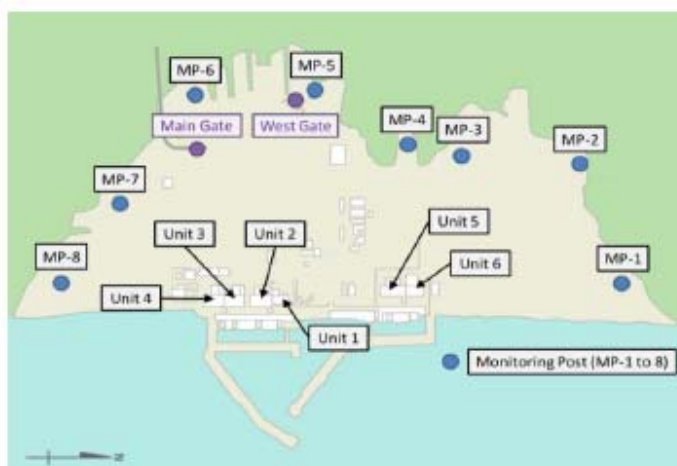 MP-5
MP-6
Main Gate
West Gate
MP-4
MP-3
MP-2
MP-7
Unit 3
Unit 2
Unit 5
Unit 6
MP-8
MP-1
Unit 4
Unit 1
Monitoring Post (MP-1 to 8)
N